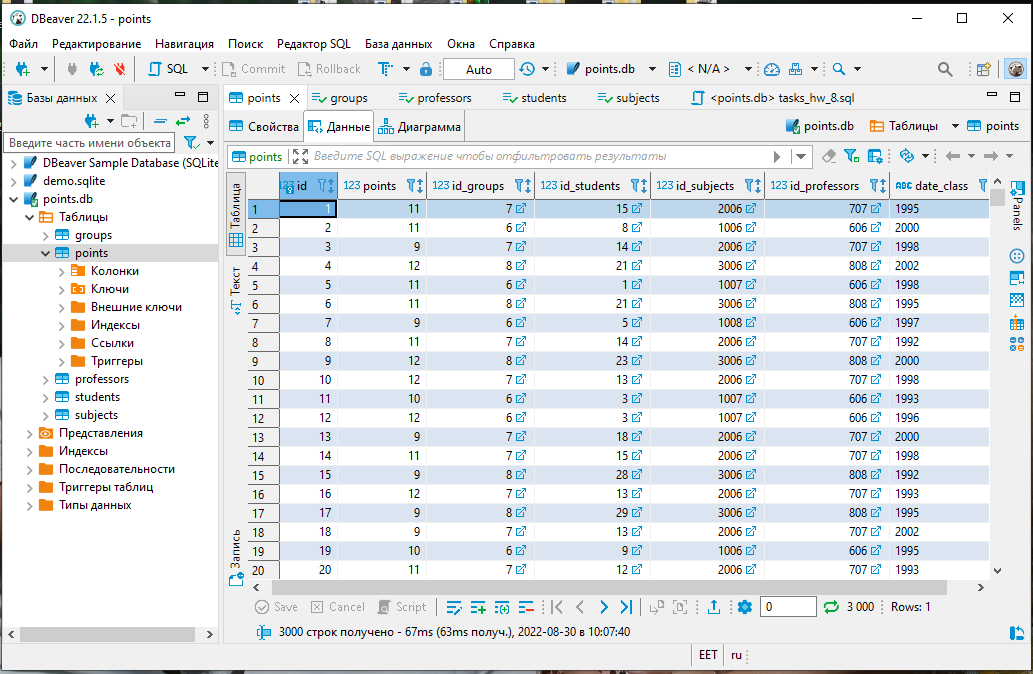 DBeaver 22.1.5 - points
Файл Редактирование Навигация Поиск Редактор SQL База данных Окна Справка
SQL Commit Rollback Auto points.db < N/A >
Базы данных
points groups professors students subjects <points.db> tasks_hw_8.sql
Свойства Данные Диаграмма points.db Таблицы points
Введите часть имени объекта
DBeaver Sample Database (SQLite
demo.sqlite
points.db
Таблицы
groups
points
Колонки
Ключи
Внешние ключи
Индексы
Ссылки
Триггеры
professors
students
subjects
Представления
Индексы
Последовательности
Триггеры таблиц
Типы данных
points Введите SQL выражение чтобы отфильтровать результаты
Таблица
Текст
Запись
123 id 123 points 123 id_groups 123 id_students 123 id_subjects 123 id_professors ABC date_class
1 1 11 7 15 2006 707 1995
2 2 11 6 8 1006 606 2000
3 3 9 7 14 2006 707 1998
4 4 12 8 21 3006 808 2002
5 5 11 6 1 1007 606 1998
6 6 11 8 21 3006 808 1995
7 7 9 6 5 1008 606 1997
8 8 11 7 14 2006 707 1992
9 9 12 8 23 3006 808 2000
10 10 12 7 13 2006 707 1998
11 11 10 6 3 1007 606 1993
12 12 12 6 3 1007 606 1996
13 13 9 7 18 2006 707 2000
14 14 11 7 15 2006 707 1998
15 15 9 8 28 3006 808 1992
16 16 12 7 13 2006 707 1993
17 17 9 8 29 3006 808 1995
18 18 9 7 13 2006 707 2002
19 19 10 6 9 1006 606 1995
20 20 11 7 12 2006 707 1993
Panels
Save Cancel Script 0 3 000 Rows: 1
3000 строк получено - 67ms (63ms получ.), 2022-08-30 в 10:07:40
EET ru